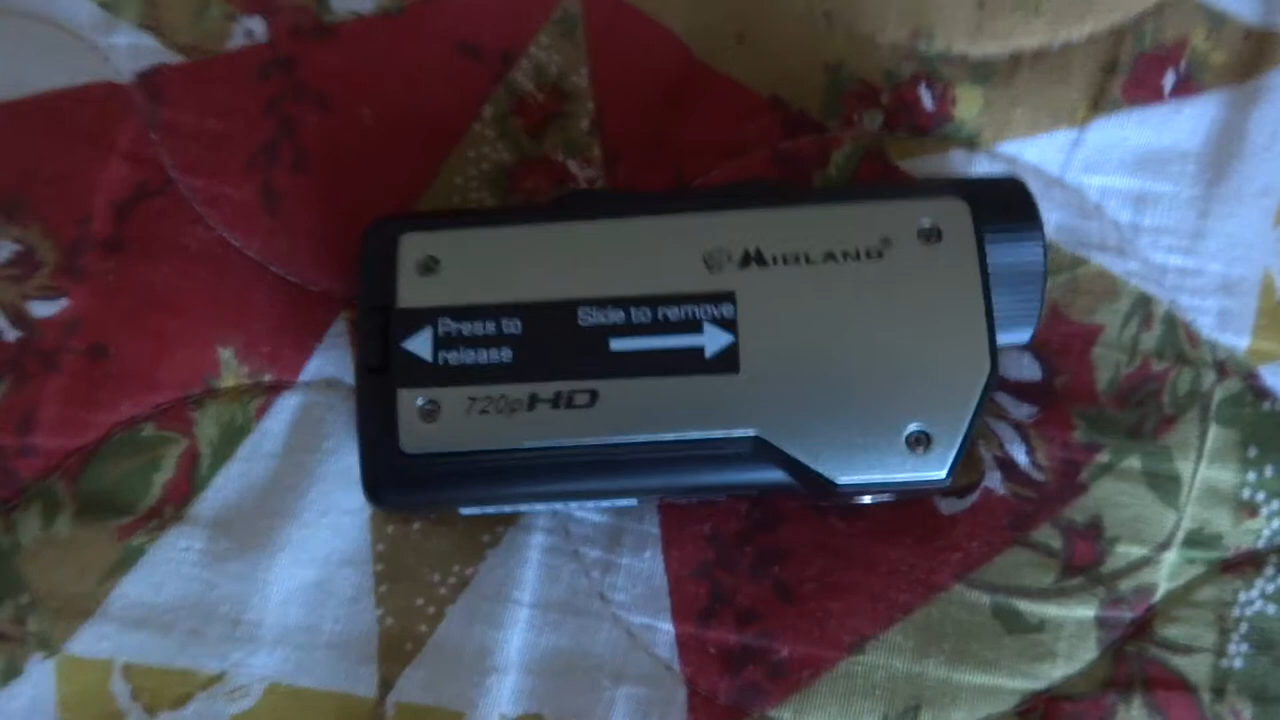 MIDLAND®
Press to
release
Slide to remove
720p HD